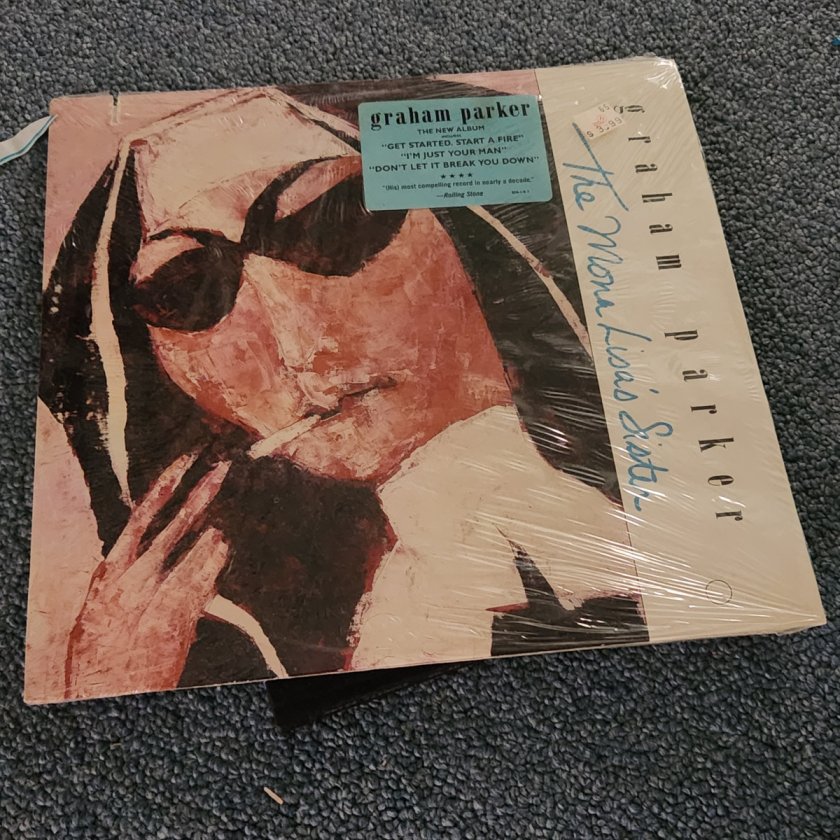 graham parker
THE NEW ALBUM
"GET STARTED. START A FIRE"
"I'M JUST YOUR MAN"
"DON'T LET IT BREAK YOU DOWN"
★★★★
"(His) most compelling record in nearly a decade."
—Rolling Stone
graham parker
The Mona Lisa's Sister